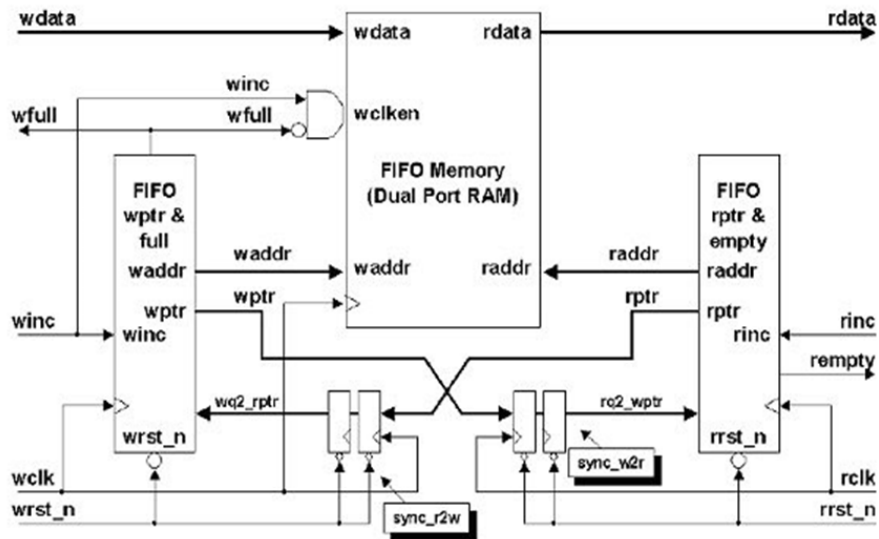 wdata
rdata
wdata
rdata
winc
wclken
wfull
wfull
FIFO Memory
(Dual Port RAM)
FIFO
wptr &
full
FIFO
rptr &
empty
waddr
waddr
waddr
raddr
raddr
raddr
wptr
wptr
rptr
rptr
winc
winc
rinc
rinc
rempty
wq2_rptr
rq2_wptr
wrst_n
rrst_n
sync_w2r
wclk
rclk
wrst_n
sync_r2w
rrst_n